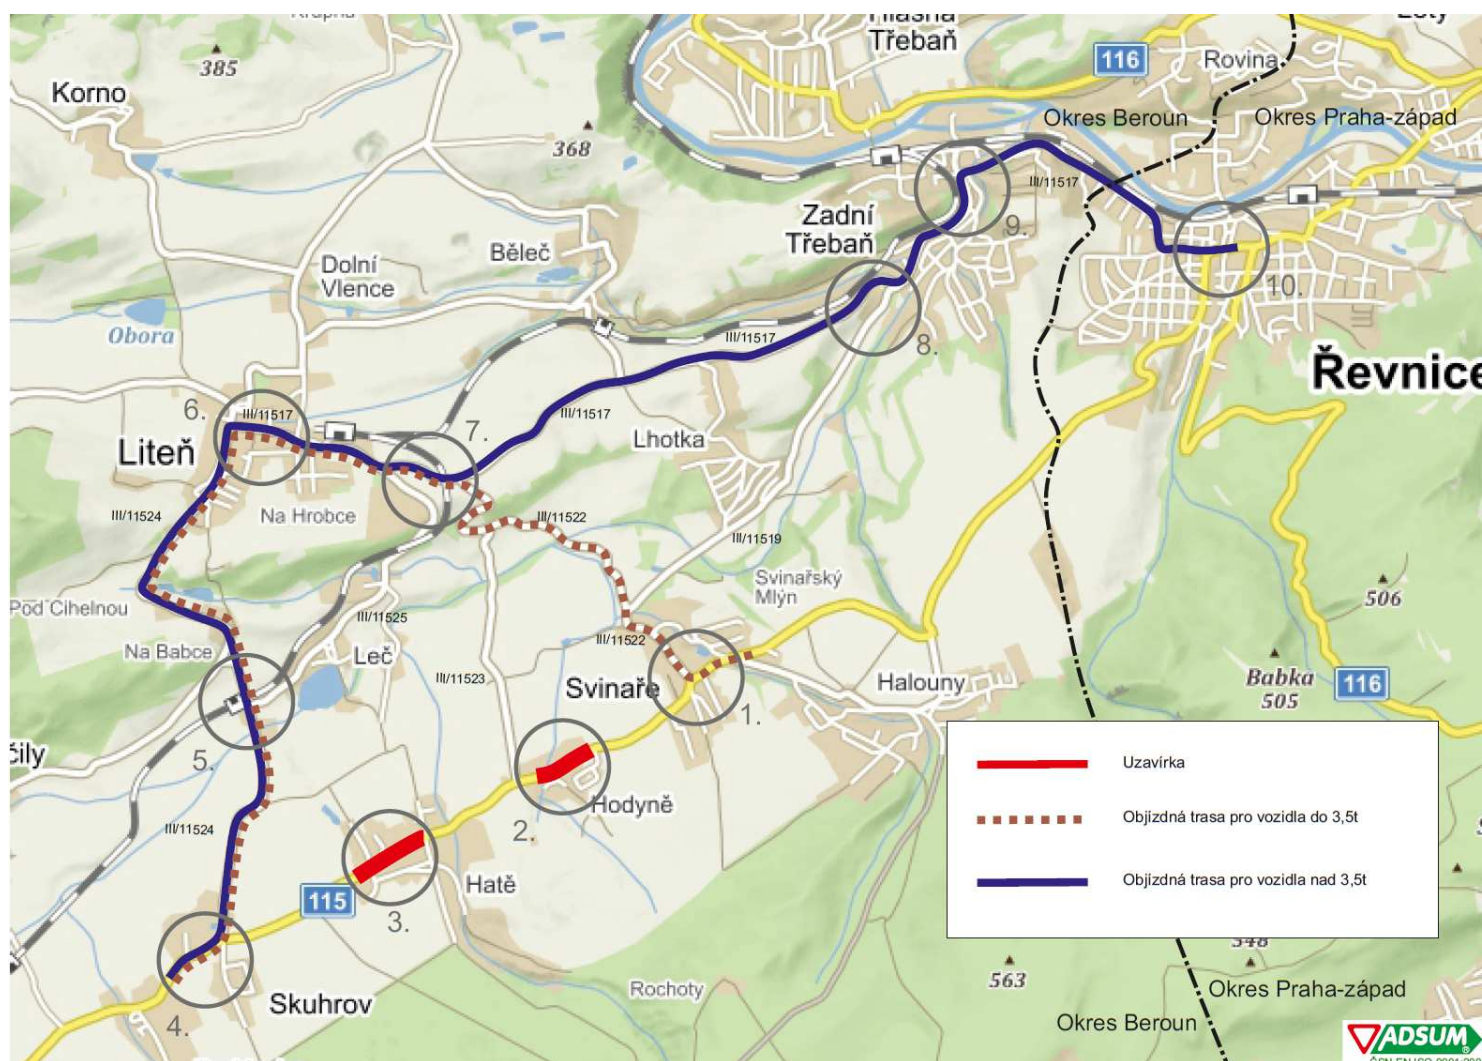 Hlásná
Třebaň
Lety
116
Rovina
385
Korno
Okres Beroun
Okres Praha-západ
368
III/11517
Zadní
Třebaň
9.
Běleč
Dolní
Vlence
10.
Obora
III/11517
8.
Řevnice
6.
III/11517
III/11517
7.
Liteň
Lhotka
III/11524
Na Hrobce
III/11522
III/11519
Svinařský
Mlýn
506
Pod Cihelnou
III/11525
III/11522
Na Babce
Leč
III/11523
Svinaře
Halouny
Babka
505
116
1.
5.
Uzavírka
Hodyně
2.
Objízdná trasa pro vozidla do 3,5t
III/11524
Hatě
115
Objízdná trasa pro vozidla nad 3,5t
3.
548
563
Rochoty
Okres Praha-západ
Skuhrov
4.
Okres Beroun
ADSUM